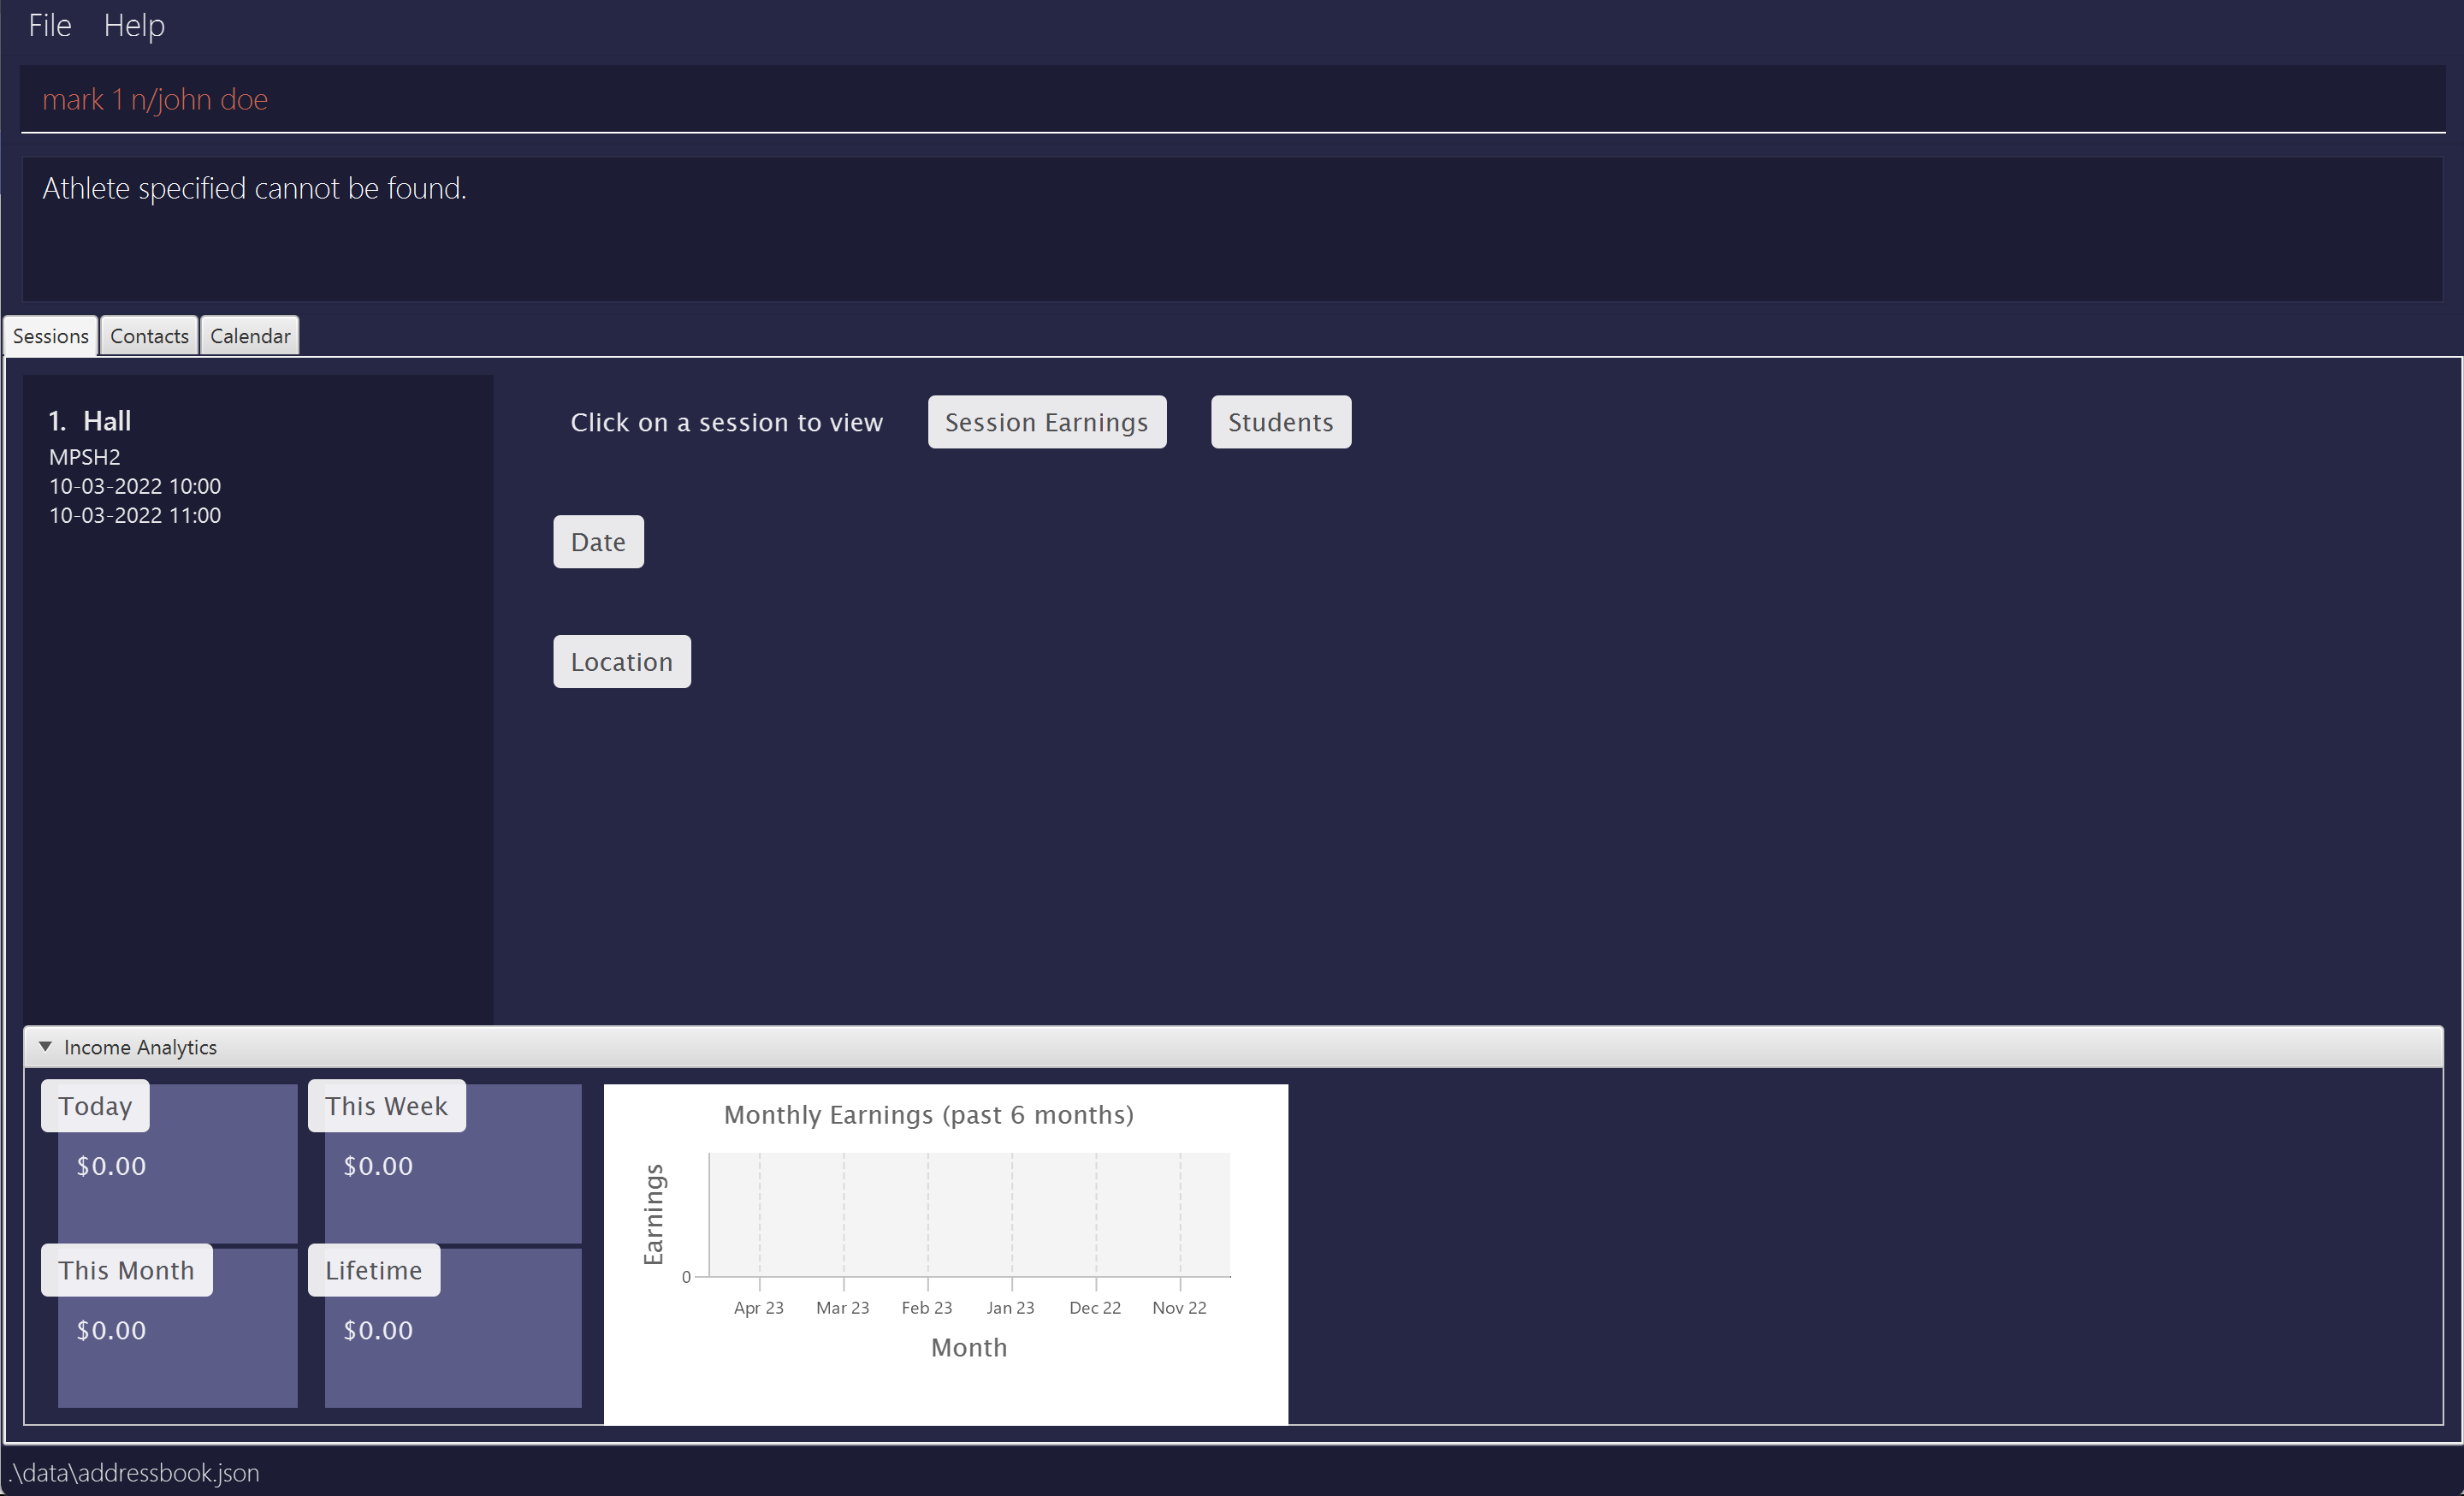 File Help
mark 1 n/john doe
Athlete specified cannot be found.
Sessions Contacts Calendar
1. Hall
MPSH2
10-03-2022 10:00
10-03-2022 11:00
Click on a session to view Session Earnings Students
Date
Location
Income Analytics
Today
$0.00
This Week
$0.00
This Month
$0.00
Lifetime
$0.00
Monthly Earnings (past 6 months)
Earnings
0
Apr 23 Mar 23 Feb 23 Jan 23 Dec 22 Nov 22
Month
.\data\addressbook.json